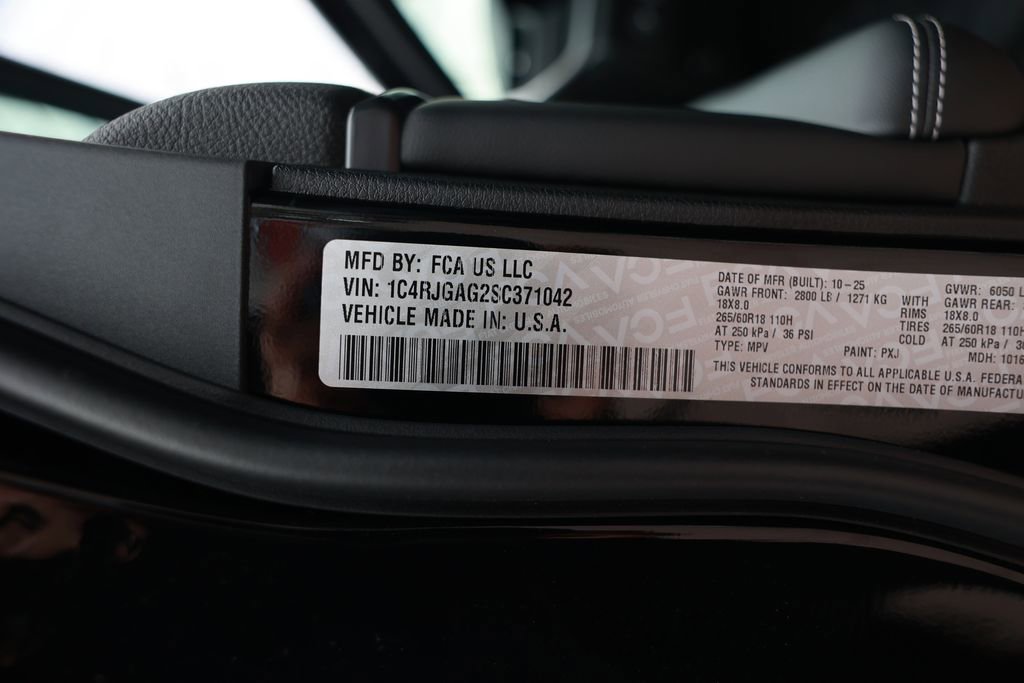 MFD BY: FCA US LLC
VIN: 1C4RJGAG2SC371042
VEHICLE MADE IN: U.S.A.
DATE OF MFR (BUILT): 10-25
GAWR FRONT: 2800 LB / 1271 KG
18X8.0
265/60R18 110H
AT 250 kPa / 36 PSI
TYPE: MPV
PAINT: PXJ
WITH
RIMS
TIRES
COLD
GVWR: 6050 L
GAWR REAR:
18X8.0
265/60R18 110H
AT 250 kPa /
MDH: 1016
THIS VEHICLE CONFORMS TO ALL APPLICABLE U.S.A. FEDERA
STANDARDS IN EFFECT ON THE DATE OF MANUFACTU